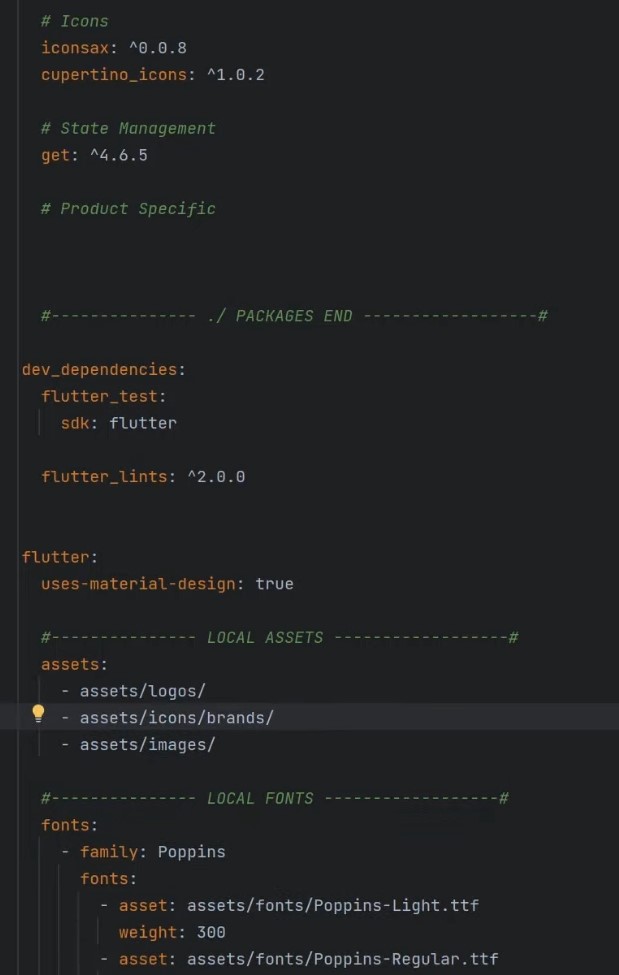 # Icons
iconsax: ^0.0.8
cupertino_icons: ^1.0.2
# State Management
get: ^4.6.5
# Product Specific
#--------------- ./ PACKAGES END ------------------#
dev_dependencies:
flutter_test:
sdk: flutter
flutter_lints: ^2.0.0
flutter:
uses-material-design: true
#--------------- LOCAL ASSETS ------------------#
assets:
- assets/logos/
- assets/icons/brands/
- assets/images/
#--------------- LOCAL FONTS ------------------#
fonts:
- family: Poppins
fonts:
- asset: assets/fonts/Poppins-Light.ttf
weight: 300
- asset: assets/fonts/Poppins-Regular.ttf